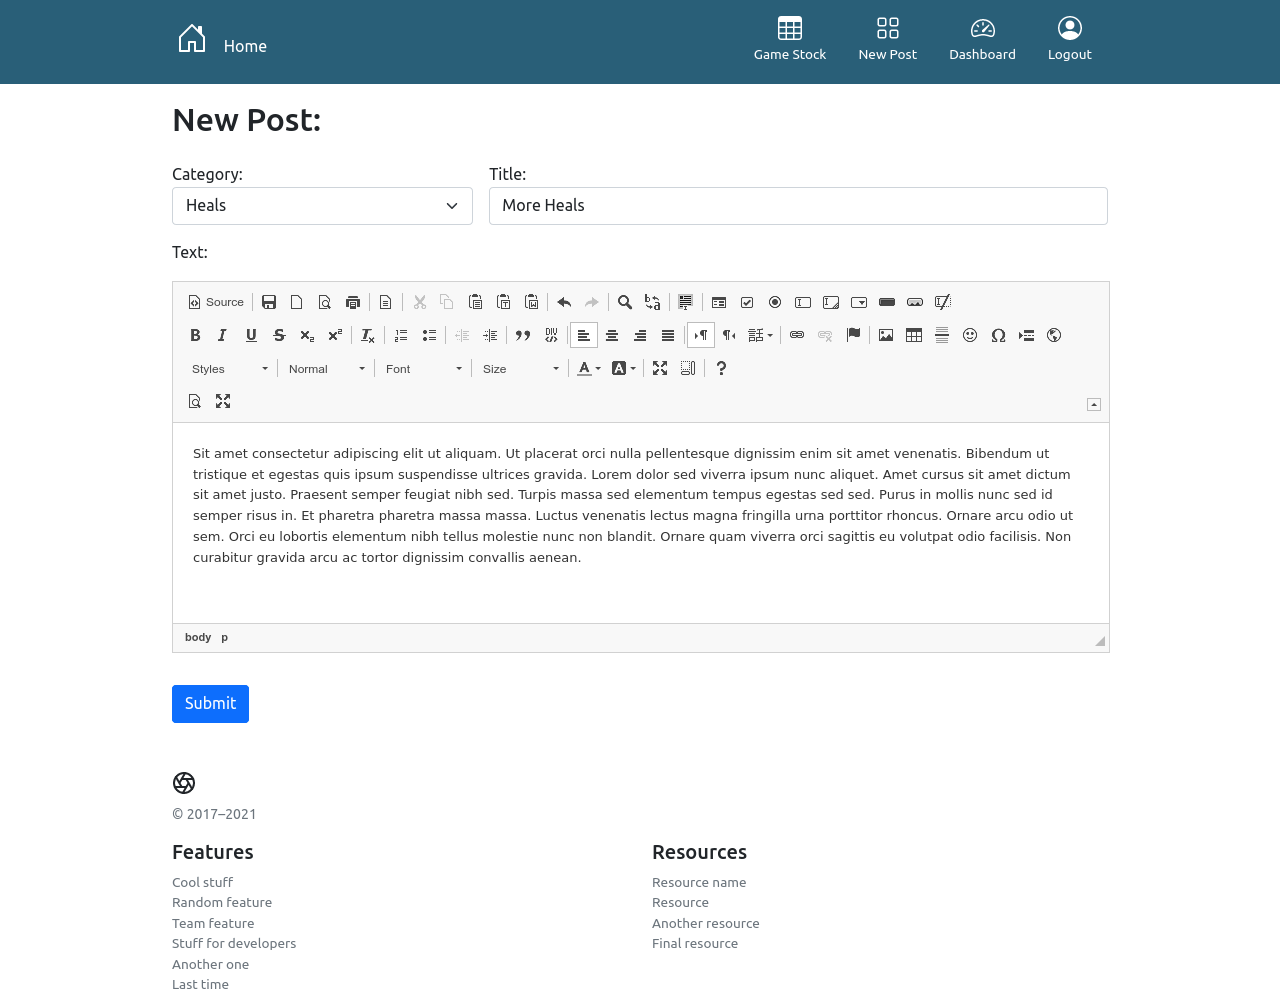 Home
Game Stock
New Post
Dashboard
Logout
New Post:
Category:
Title:
Heals
More Heals
Text:
Source
Styles
Normal
Font
Size
Sit amet consectetur adipiscing elit ut aliquam. Ut placerat orci nulla pellentesque dignissim enim sit amet venenatis. Bibendum ut
tristique et egestas quis ipsum suspendisse ultrices gravida. Lorem dolor sed viverra ipsum nunc aliquet. Amet cursus sit amet dictum
sit amet justo. Praesent semper feugiat nibh sed. Turpis massa sed elementum tempus egestas sed sed. Purus in mollis nunc sed id
semper risus in. Et pharetra pharetra massa massa. Luctus venenatis lectus magna fringilla urna porttitor rhoncus. Ornare arcu odio ut
sem. Orci eu lobortis elementum nibh tellus molestie nunc non blandit. Ornare quam viverra orci sagittis eu volutpat odio facilisis. Non
curabitur gravida arcu ac tortor dignissim convallis aenean.
body p
Submit
© 2017–2021
Features
Cool stuff
Random feature
Team feature
Stuff for developers
Another one
Last time
Resources
Resource name
Resource
Another resource
Final resource